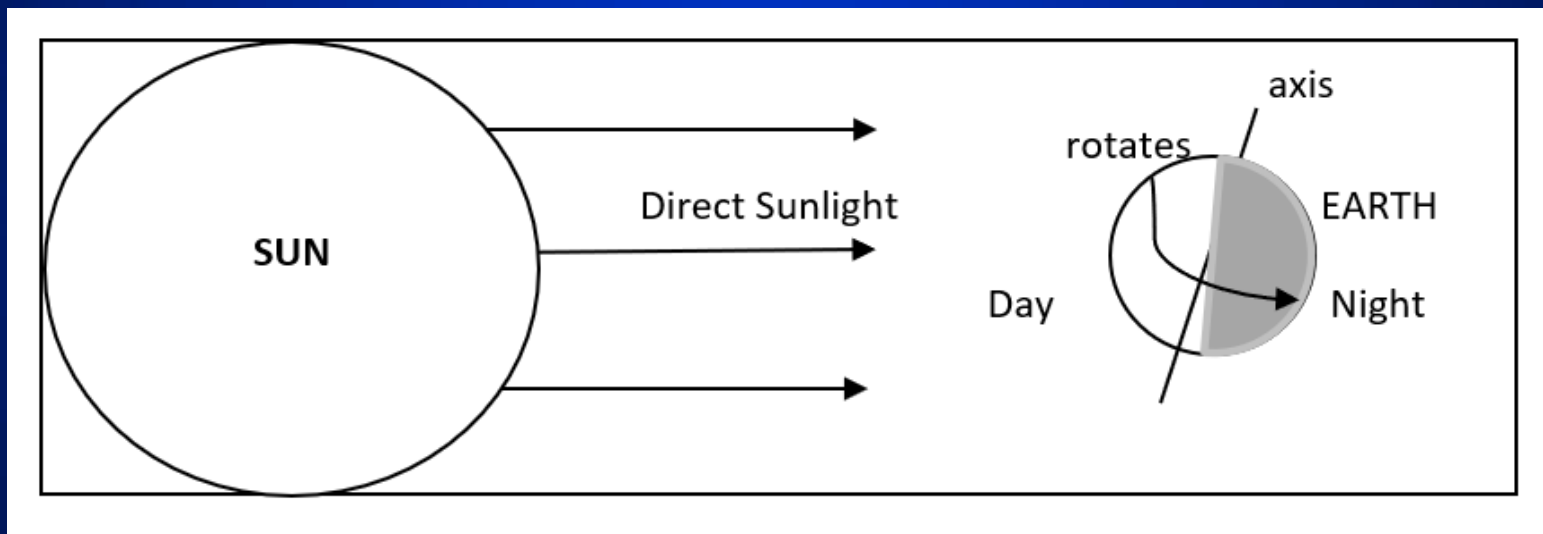 axis
rotates
Direct Sunlight
EARTH
SUN
Day
Night